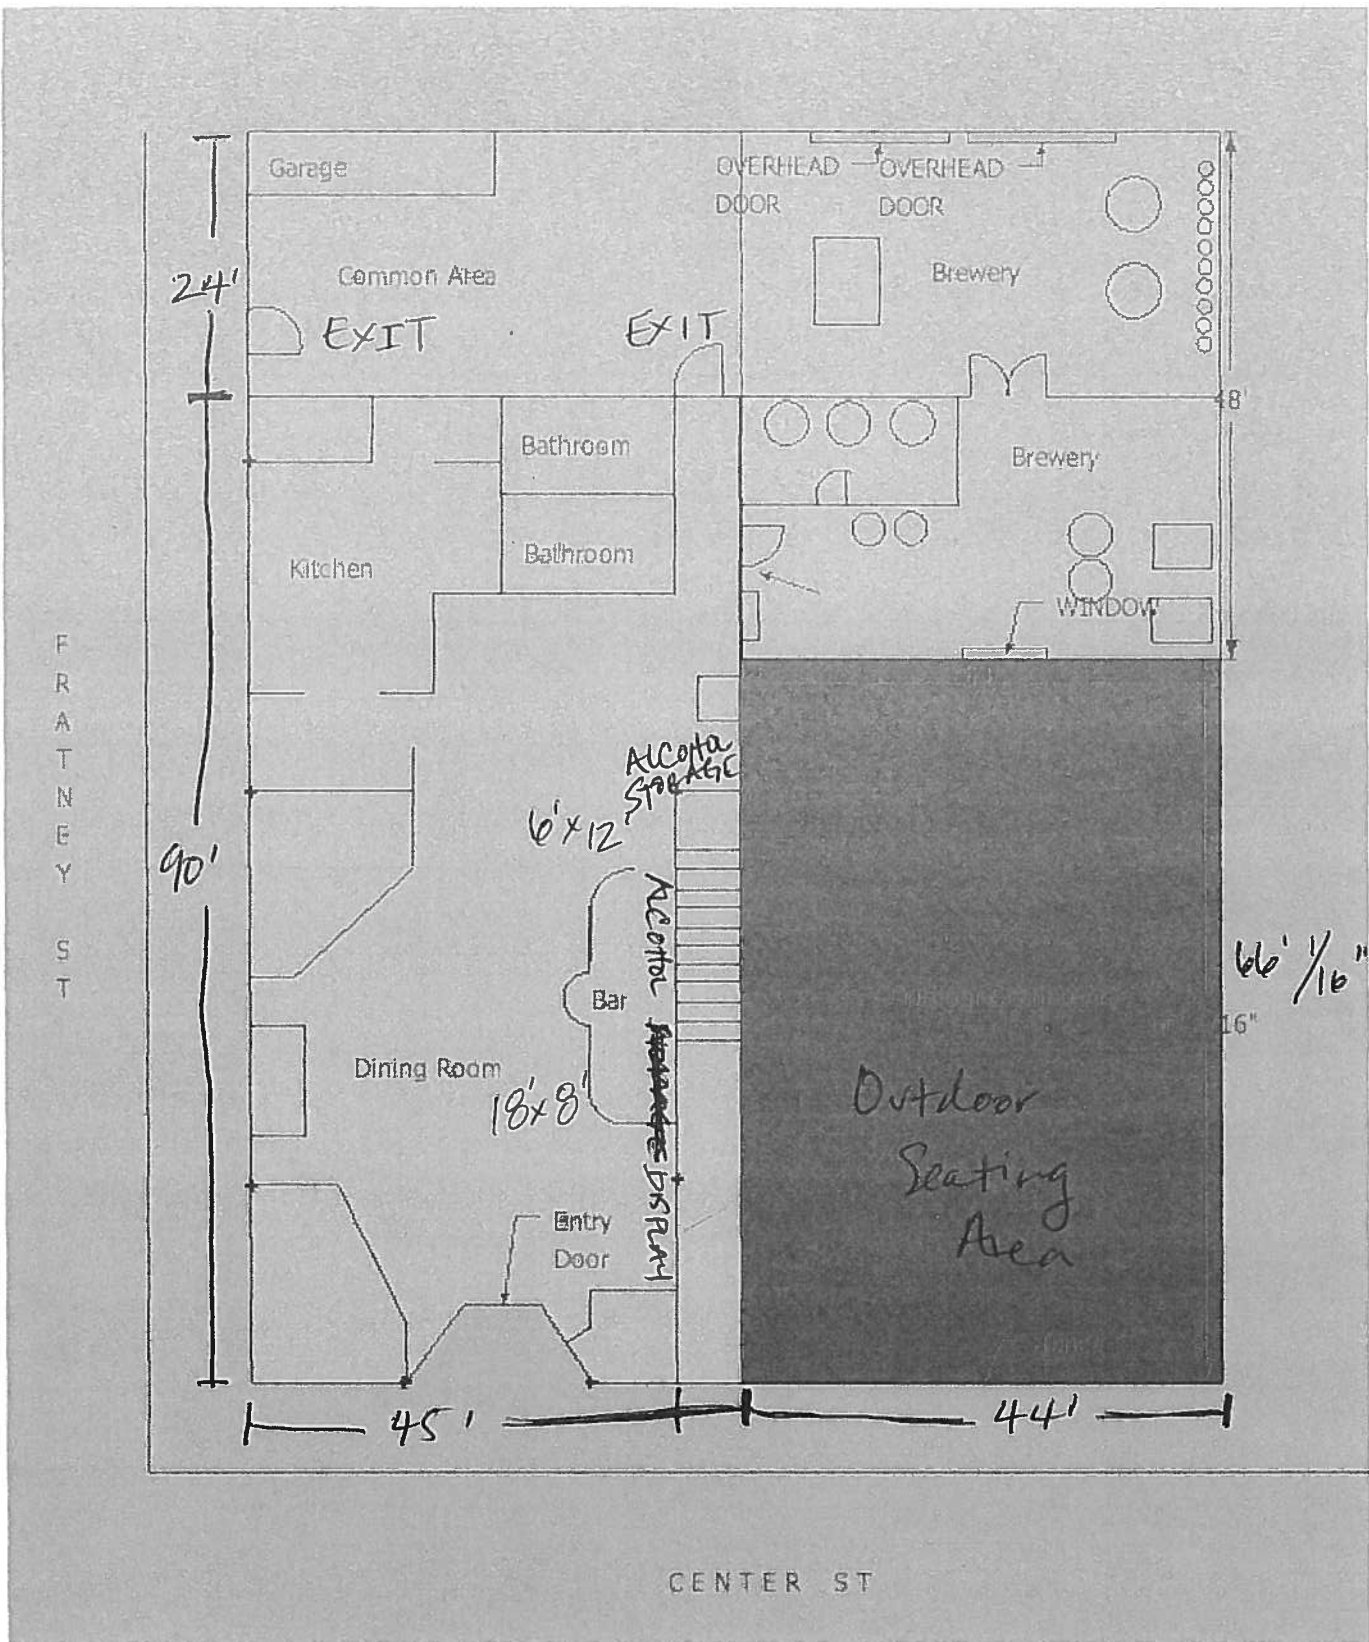 Garage
OVERHEAD DOOR
OVERHEAD DOOR
24'
Common Area
Brewery
EXIT
EXIT
48'
Bathroom
Brewery
Bathroom
Kitchen
WINDOW
FRATNEY ST
ALCOHOL
STORAGE
6'x12'
90'
ALCOHOL DISPLAY
Bar
66' 1/16"
16"
Dining Room
18'x8'
Outdoor
Seating
Area
Entry
Door
45'
44'
CENTER ST